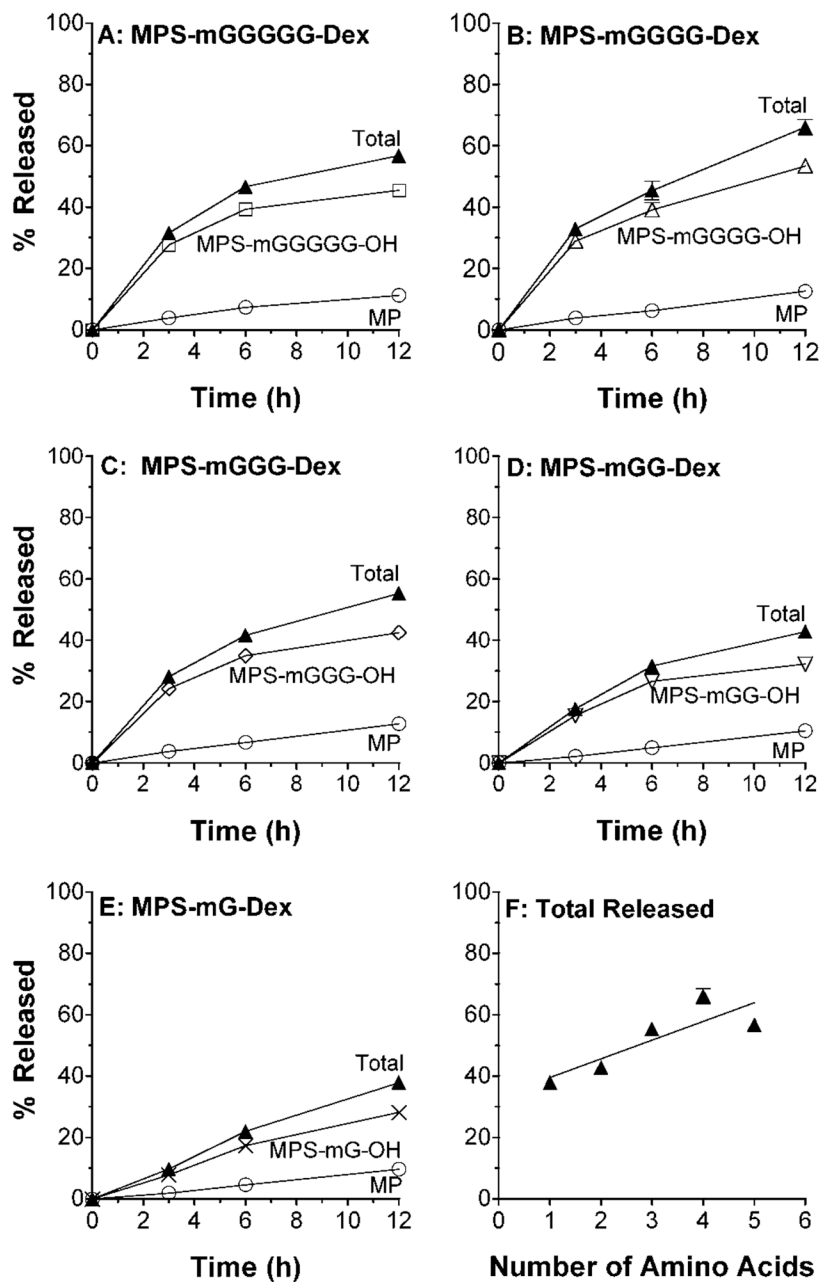 A: MPS-mGGGGG-Dex
% Released
100
80
60
40
20
0
Total
MPS-mGGGGG-OH
MP
0 2 4 6 8 10 12
Time (h)
B: MPS-mGGGG-Dex
100
80
60
40
20
0
Total
MPS-mGGGG-OH
MP
0 2 4 6 8 10 12
Time (h)
C: MPS-mGGG-Dex
% Released
100
80
60
40
20
0
Total
MPS-mGGG-OH
MP
0 2 4 6 8 10 12
Time (h)
D: MPS-mGG-Dex
100
80
60
40
20
0
Total
MPS-mGG-OH
MP
0 2 4 6 8 10 12
Time (h)
E: MPS-mG-Dex
% Released
100
80
60
40
20
0
Total
MPS-mG-OH
MP
0 2 4 6 8 10 12
Time (h)
F: Total Released
100
80
60
40
20
0
0 1 2 3 4 5 6
Number of Amino Acids